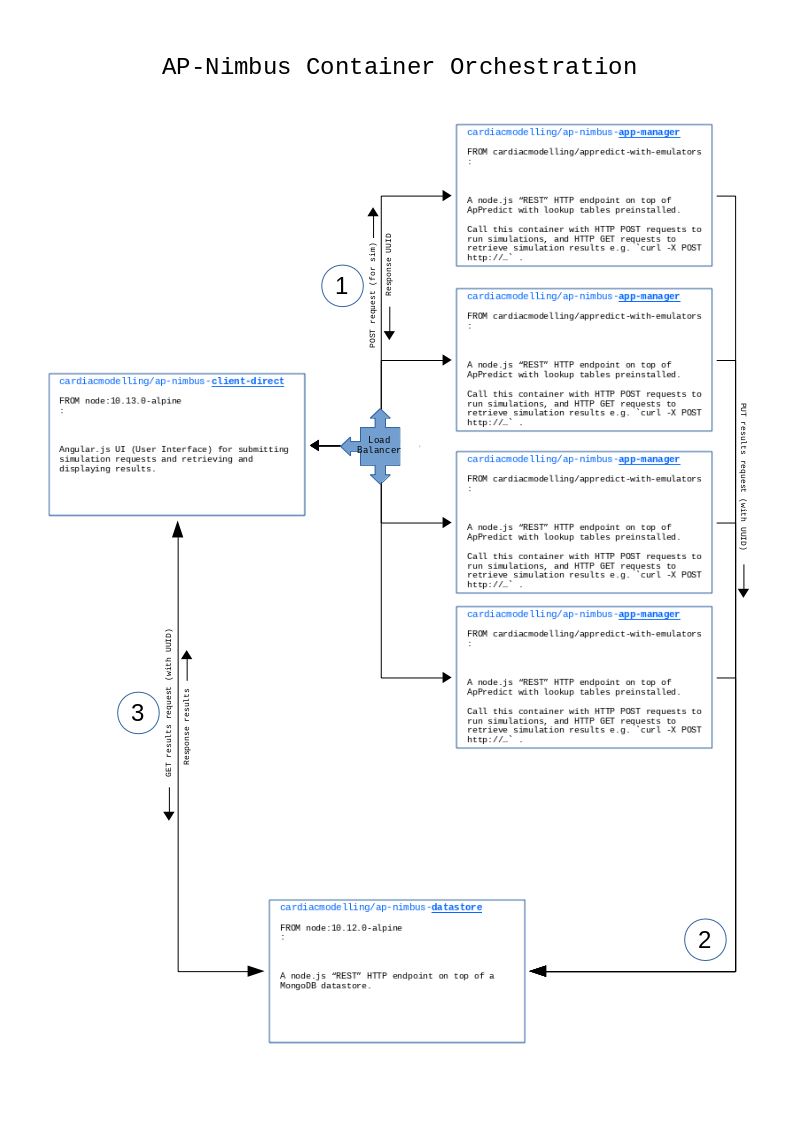 AP-Nimbus Container Orchestration
cardiacmodelling/ap-nimbus-app-manager
FROM cardiacmodelling/appredict-with-emulators
:
A node.js “REST” HTTP endpoint on top of
ApPredict with lookup tables preinstalled.
Call this container with HTTP POST requests to
run simulations, and HTTP GET requests to
retrieve simulation results e.g. `curl -X POST
http://…` .
POST request (for sim)
Response UUID
1
cardiacmodelling/ap-nimbus-app-manager
FROM cardiacmodelling/appredict-with-emulators
:
A node.js “REST” HTTP endpoint on top of
ApPredict with lookup tables preinstalled.
Call this container with HTTP POST requests to
run simulations, and HTTP GET requests to
retrieve simulation results e.g. `curl -X POST
http://…` .
cardiacmodelling/ap-nimbus-client-direct
FROM node:10.13.0-alpine
:
Angular.js UI (User Interface) for submitting
simulation requests and retrieving and
displaying results.
Load
Balancer
PUT results request (with UUID)
cardiacmodelling/ap-nimbus-app-manager
FROM cardiacmodelling/appredict-with-emulators
:
A node.js “REST” HTTP endpoint on top of
ApPredict with lookup tables preinstalled.
Call this container with HTTP POST requests to
run simulations, and HTTP GET requests to
retrieve simulation results e.g. `curl -X POST
http://…` .
cardiacmodelling/ap-nimbus-app-manager
FROM cardiacmodelling/appredict-with-emulators
:
A node.js “REST” HTTP endpoint on top of
ApPredict with lookup tables preinstalled.
Call this container with HTTP POST requests to
run simulations, and HTTP GET requests to
retrieve simulation results e.g. `curl -X POST
http://…` .
3
GET results request (with UUID)
Response results
cardiacmodelling/ap-nimbus-datastore
FROM node:10.12.0-alpine
:
A node.js “REST” HTTP endpoint on top of a
MongoDB datastore.
2